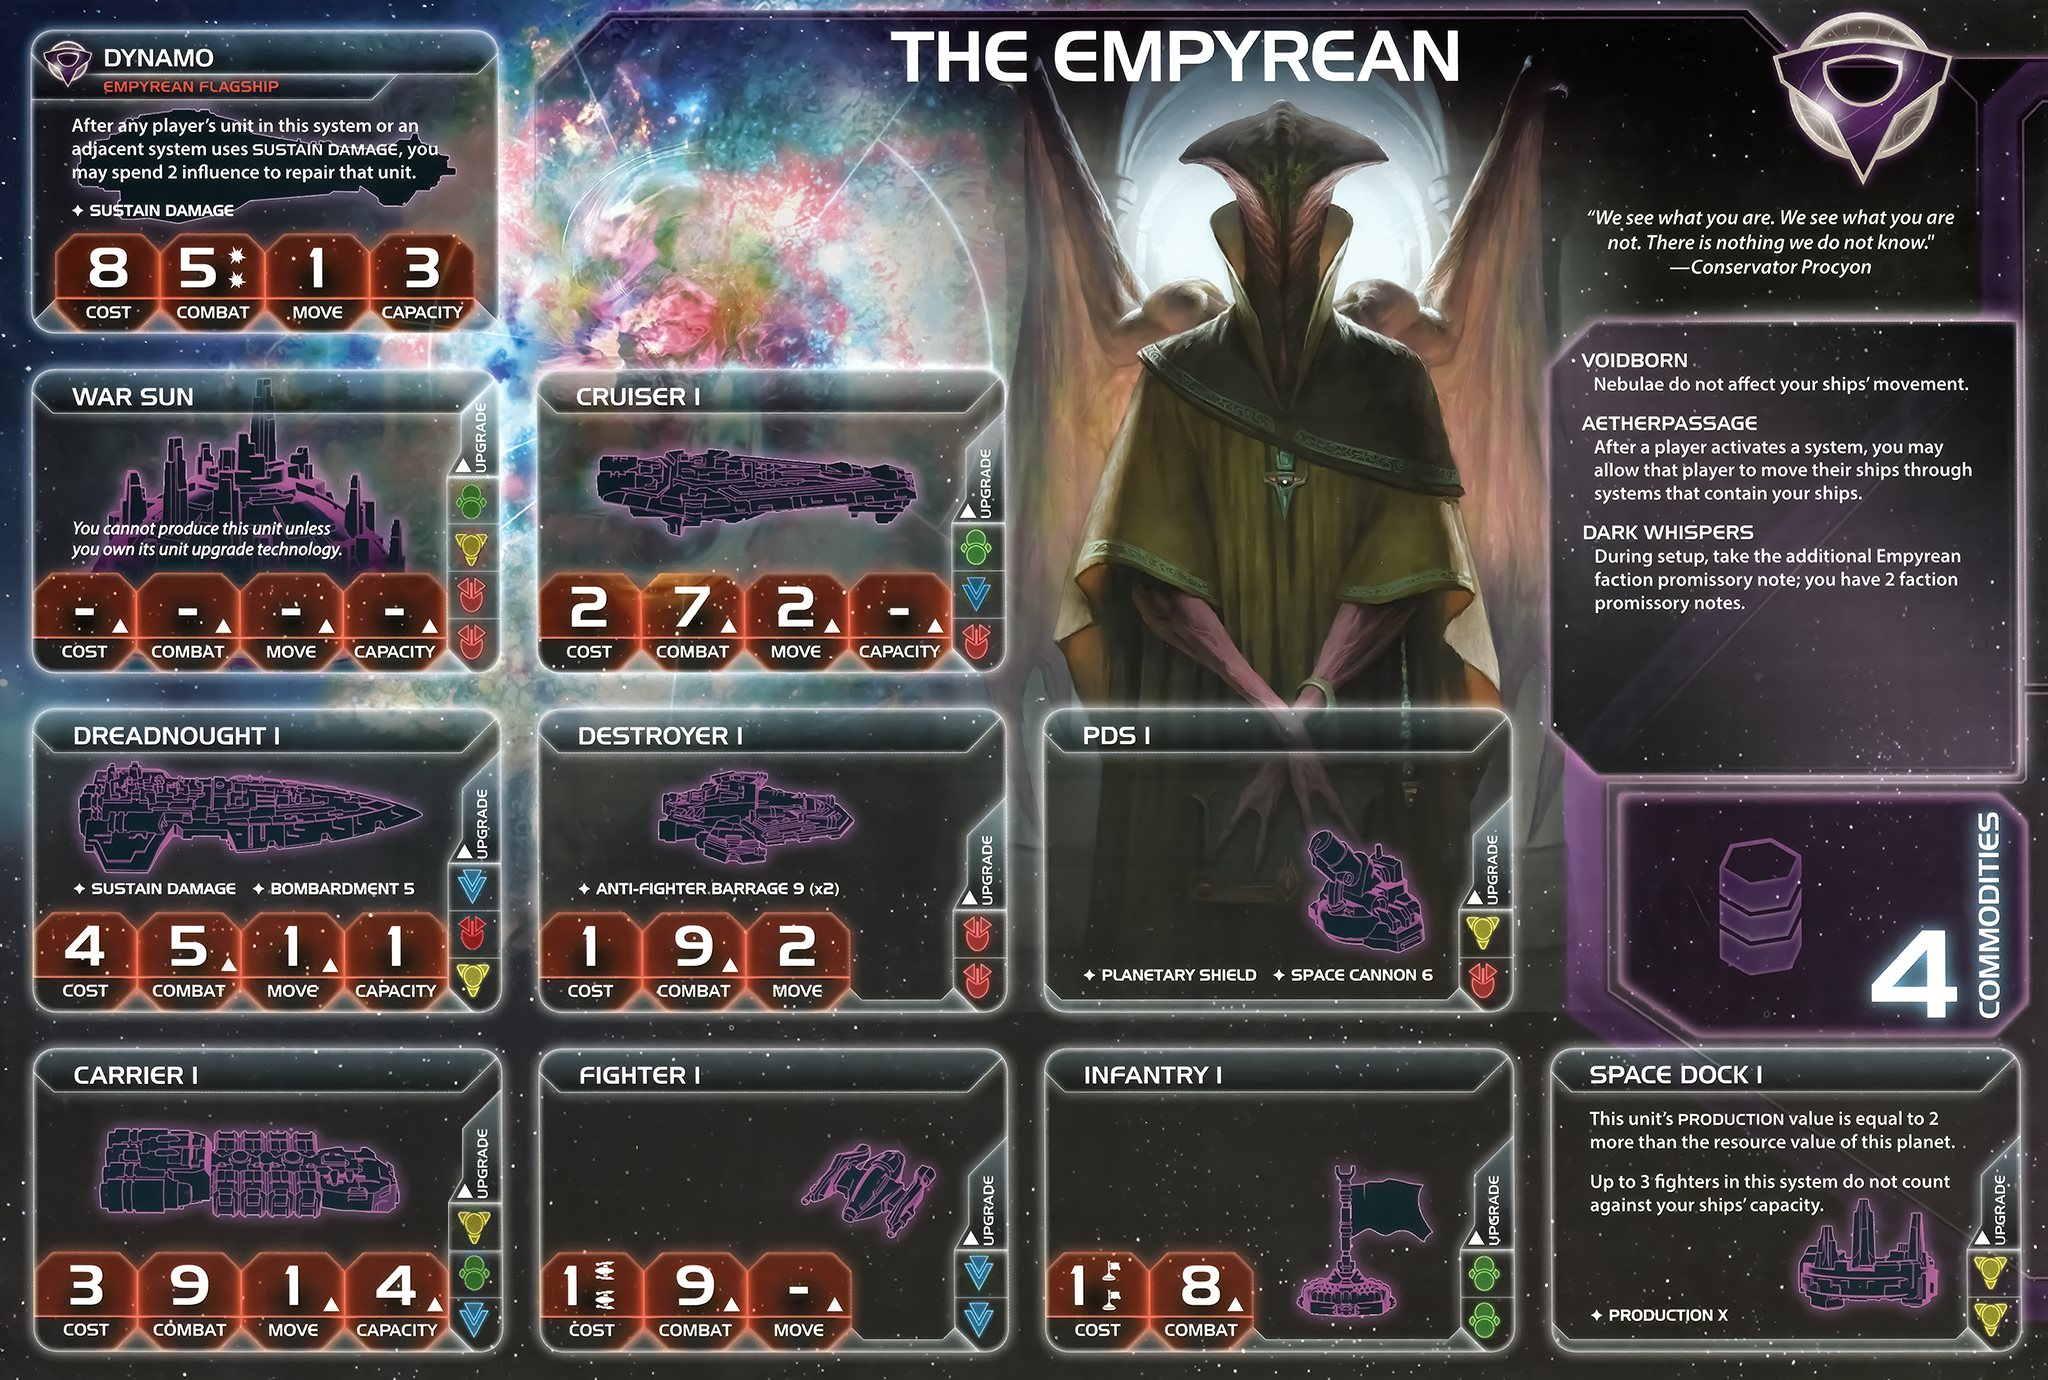 THE EMPYREAN
DYNAMO
EMPYREAN FLAGSHIP
After any player's unit in this system or an
adjacent system uses SUSTAIN DAMAGE, you
may spend 2 influence to repair that unit.
✦ SUSTAIN DAMAGE
8 5 1 3
COST COMBAT MOVE CAPACITY
"We see what you are. We see what you are
not. There is nothing we do not know."
—Conservator Procyon
VOIDBORN
Nebulae do not affect your ships' movement.
AETHERPASSAGE
After a player activates a system, you may
allow that player to move their ships through
systems that contain your ships.
DARK WHISPERS
During setup, take the additional Empyrean
faction promissory note; you have 2 faction
promissory notes.
WAR SUN
UPGRADE
You cannot produce this unit unless
you own its unit upgrade technology.
- - - -
COST COMBAT MOVE CAPACITY
CRUISER I
UPGRADE
2 7 2 -
COST COMBAT MOVE CAPACITY
DREADNOUGHT I
UPGRADE
✦ SUSTAIN DAMAGE ✦ BOMBARDMENT 5
4 5 1 1
COST COMBAT MOVE CAPACITY
DESTROYER I
UPGRADE
✦ ANTI-FIGHTER BARRAGE 9 (x2)
1 9 2
COST COMBAT MOVE
PDS I
UPGRADE
✦ PLANETARY SHIELD ✦ SPACE CANNON 6
4
COMMODITIES
CARRIER I
UPGRADE
3 9 1 4
COST COMBAT MOVE CAPACITY
FIGHTER I
UPGRADE
1 9 -
COST COMBAT MOVE
INFANTRY I
UPGRADE
1 8
COST COMBAT
SPACE DOCK I
This unit's PRODUCTION value is equal to 2
more than the resource value of this planet.
Up to 3 fighters in this system do not count
against your ships' capacity.
UPGRADE
✦ PRODUCTION X